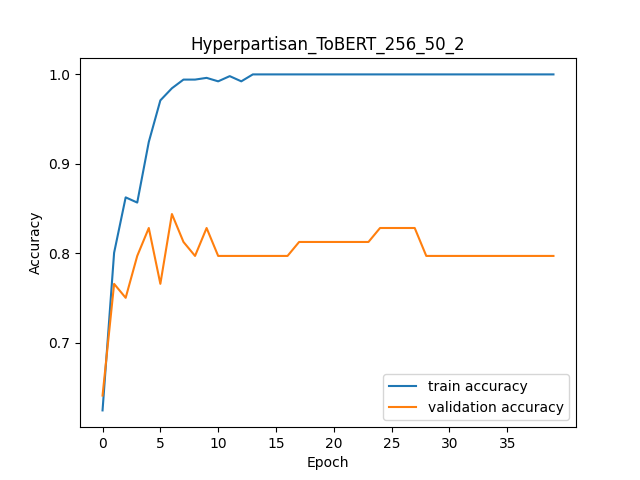 Hyperpartisan_ToBERT_256_50_2
1.0
0.9
0.8
0.7
Accuracy
0 5 10 15 20 25 30 35
Epoch
train accuracy
validation accuracy